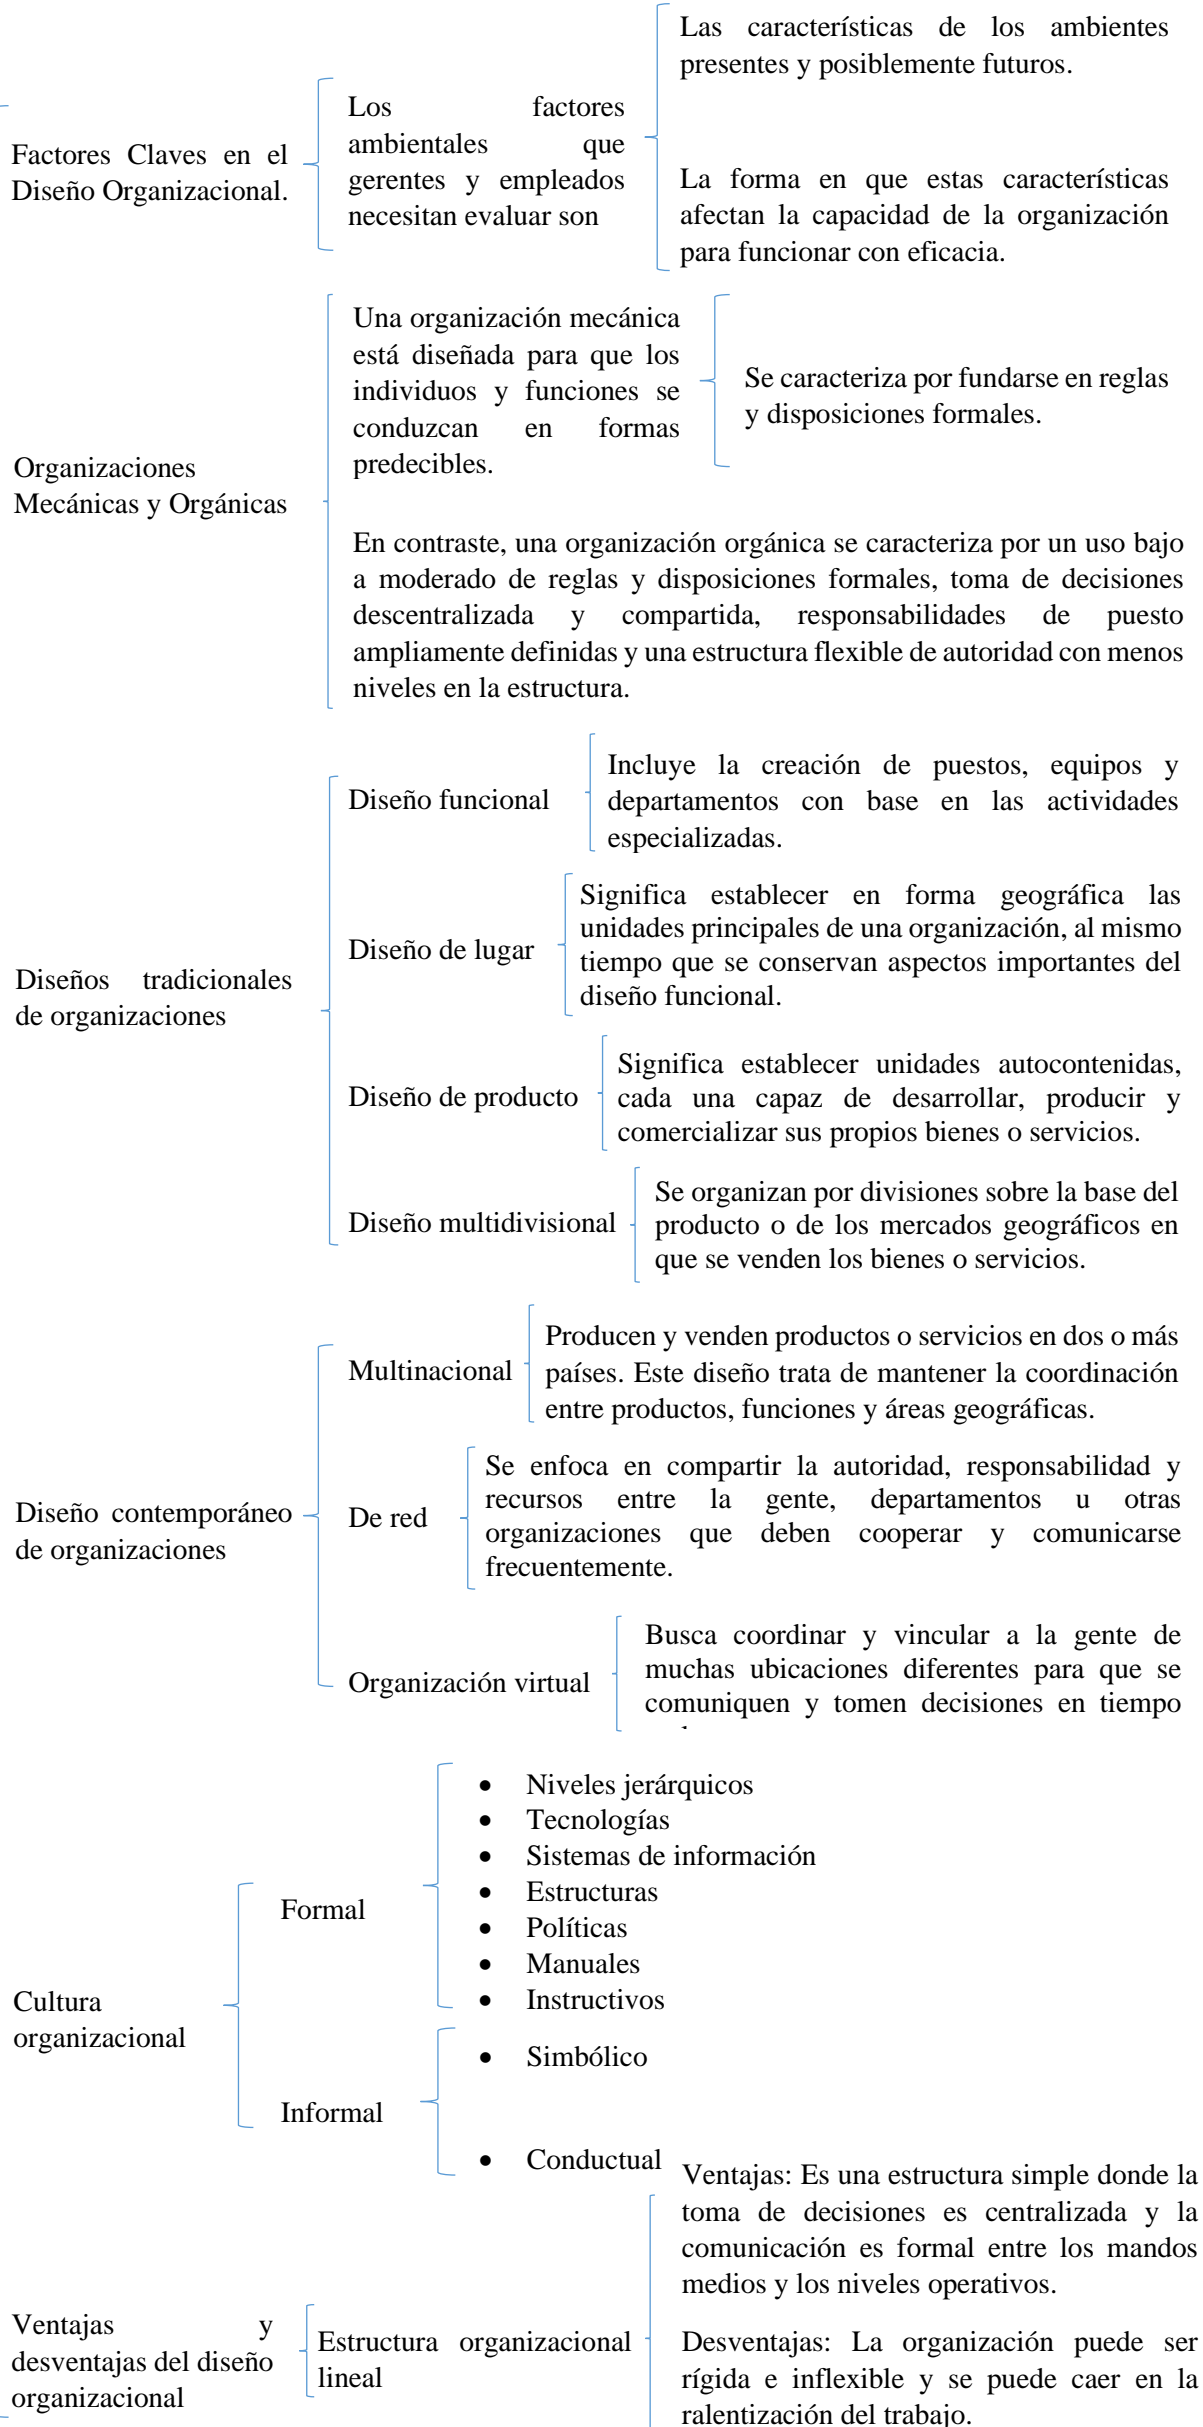 Factores Claves en el
Diseño Organizacional.
Los factores
ambientales que
gerentes y empleados
necesitan evaluar son
Las características de los ambientes
presentes y posiblemente futuros.
La forma en que estas características
afectan la capacidad de la organización
para funcionar con eficacia.
Organizaciones
Mecánicas y Orgánicas
Una organización mecánica
está diseñada para que los
individuos y funciones se
conduzcan en formas
predecibles.
Se caracteriza por fundarse en reglas
y disposiciones formales.
En contraste, una organización orgánica se caracteriza por un uso bajo
a moderado de reglas y disposiciones formales, toma de decisiones
descentralizada y compartida, responsabilidades de puesto
ampliamente definidas y una estructura flexible de autoridad con menos
niveles en la estructura.
Diseños tradicionales
de organizaciones
Diseño funcional
Incluye la creación de puestos, equipos y
departamentos con base en las actividades
especializadas.
Diseño de lugar
Significa establecer en forma geográfica las
unidades principales de una organización, al mismo
tiempo que se conservan aspectos importantes del
diseño funcional.
Diseño de producto
Significa establecer unidades autocontenidas,
cada una capaz de desarrollar, producir y
comercializar sus propios bienes o servicios.
Diseño multidivisional
Se organizan por divisiones sobre la base del
producto o de los mercados geográficos en
que se venden los bienes o servicios.
Diseño contemporáneo
de organizaciones
Multinacional
Producen y venden productos o servicios en dos o más
países. Este diseño trata de mantener la coordinación
entre productos, funciones y áreas geográficas.
De red
Se enfoca en compartir la autoridad, responsabilidad y
recursos entre la gente, departamentos u otras
organizaciones que deben cooperar y comunicarse
frecuentemente.
Organización virtual
Busca coordinar y vincular a la gente de
muchas ubicaciones diferentes para que se
comuniquen y tomen decisiones en tiempo
Cultura
organizacional
Formal
• Niveles jerárquicos
• Tecnologías
• Sistemas de información
• Estructuras
• Políticas
• Manuales
• Instructivos
Informal
• Simbólico
• Conductual
Ventajas y
desventajas del diseño
organizacional
Estructura organizacional
lineal
Ventajas: Es una estructura simple donde la
toma de decisiones es centralizada y la
comunicación es formal entre los mandos
medios y los niveles operativos.
Desventajas: La organización puede ser
rígida e inflexible y se puede caer en la
ralentización del trabajo.